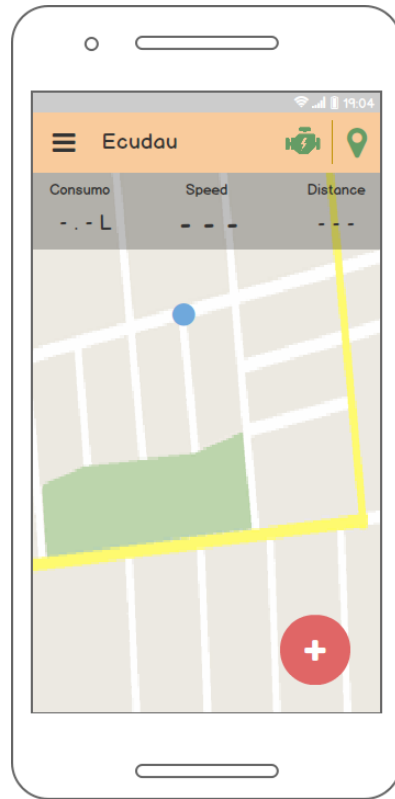 19:04
Ecudau
Consumo Speed Distance
-.-L --- ---